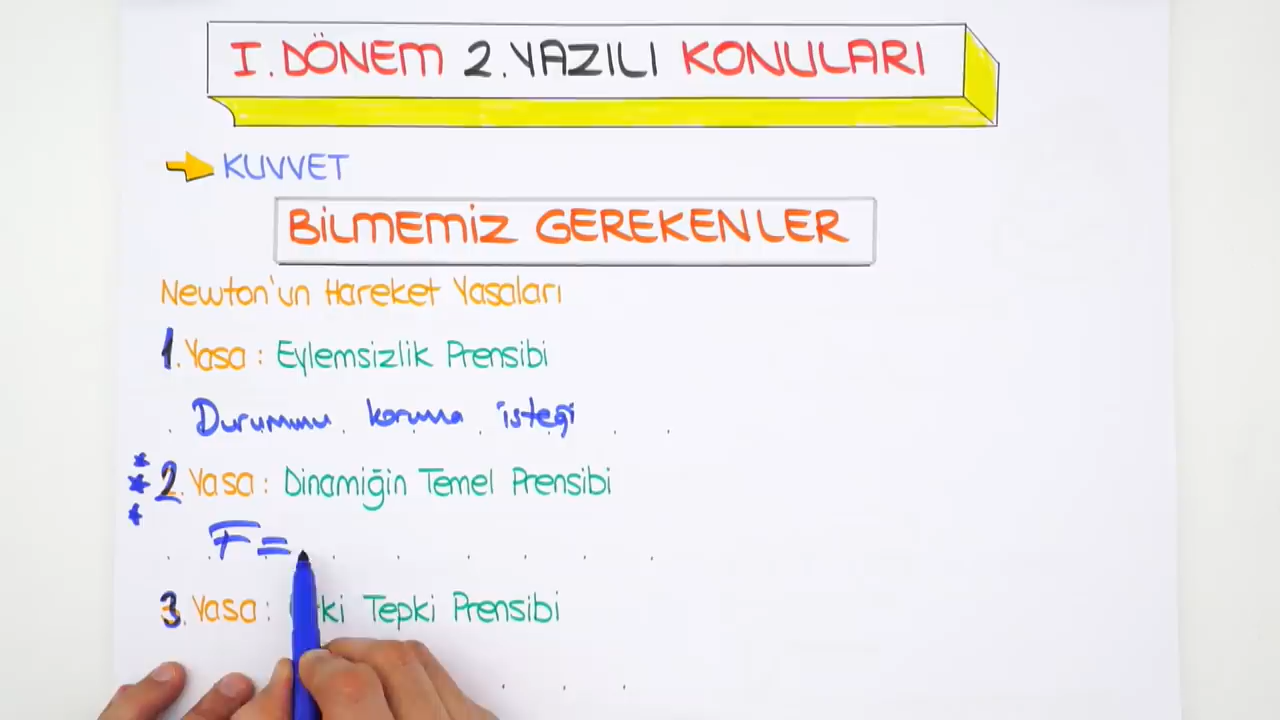 I. DÖNEM 2. YAZILI KONULARI
KUVVET
BİLMEMİZ GEREKENLER
Newton'un Hareket Yasaları
1. Yasa : Eylemsizlik Prensibi
Durumunu koruma isteği
2. Yasa : Dinamiğin Temel Prensibi
F =
3. Yasa : ki Tepki Prensibi